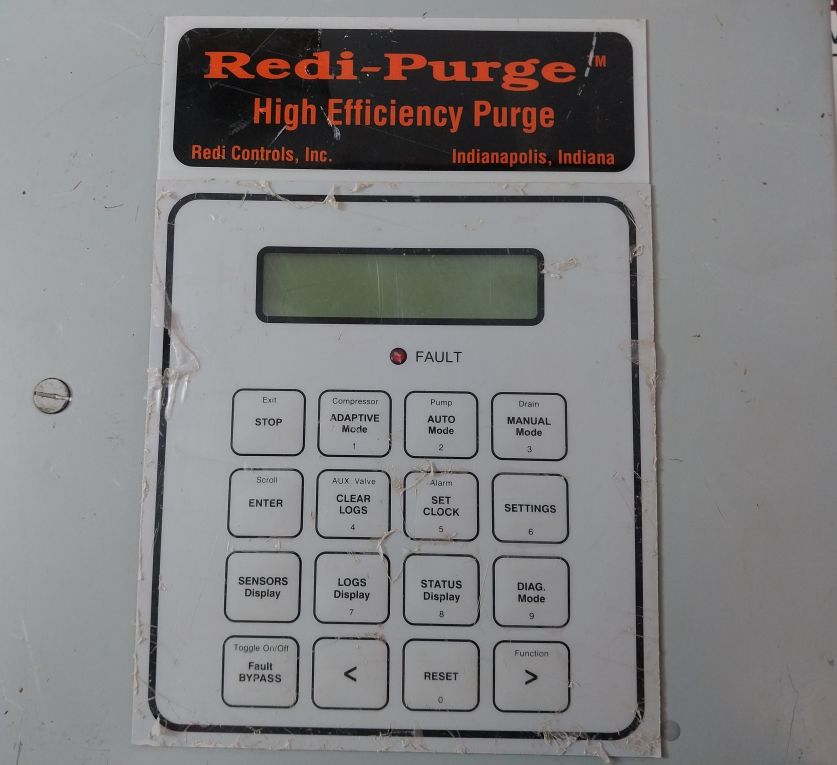 Redi-Purge™
High Efficiency Purge
Redi Controls, Inc. Indianapolis, Indiana
FAULT
Exit
STOP
Compressor
ADAPTIVE
Mode
1
Pump
AUTO
Mode
2
Drain
MANUAL
Mode
3
Scroll
ENTER
AUX. Valve
CLEAR
LOGS
4
Alarm
SET
CLOCK
5
SETTINGS
6
SENSORS
Display
LOGS
Display
7
STATUS
Display
8
DIAG.
Mode
9
Toggle On/Off
Fault
BYPASS
<
RESET
0
Function
>